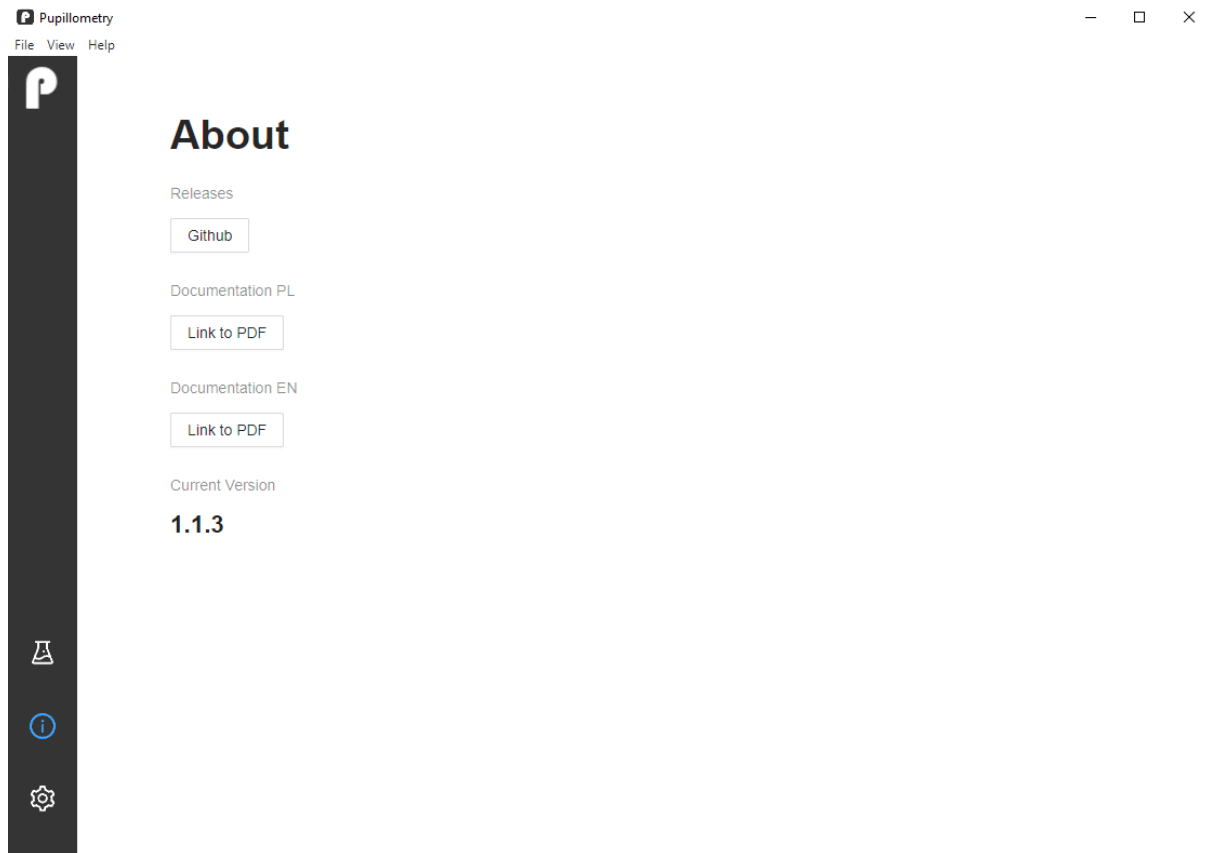 Pupillometry
File View Help
About
Releases
Github
Documentation PL
Link to PDF
Documentation EN
Link to PDF
Current Version
1.1.3